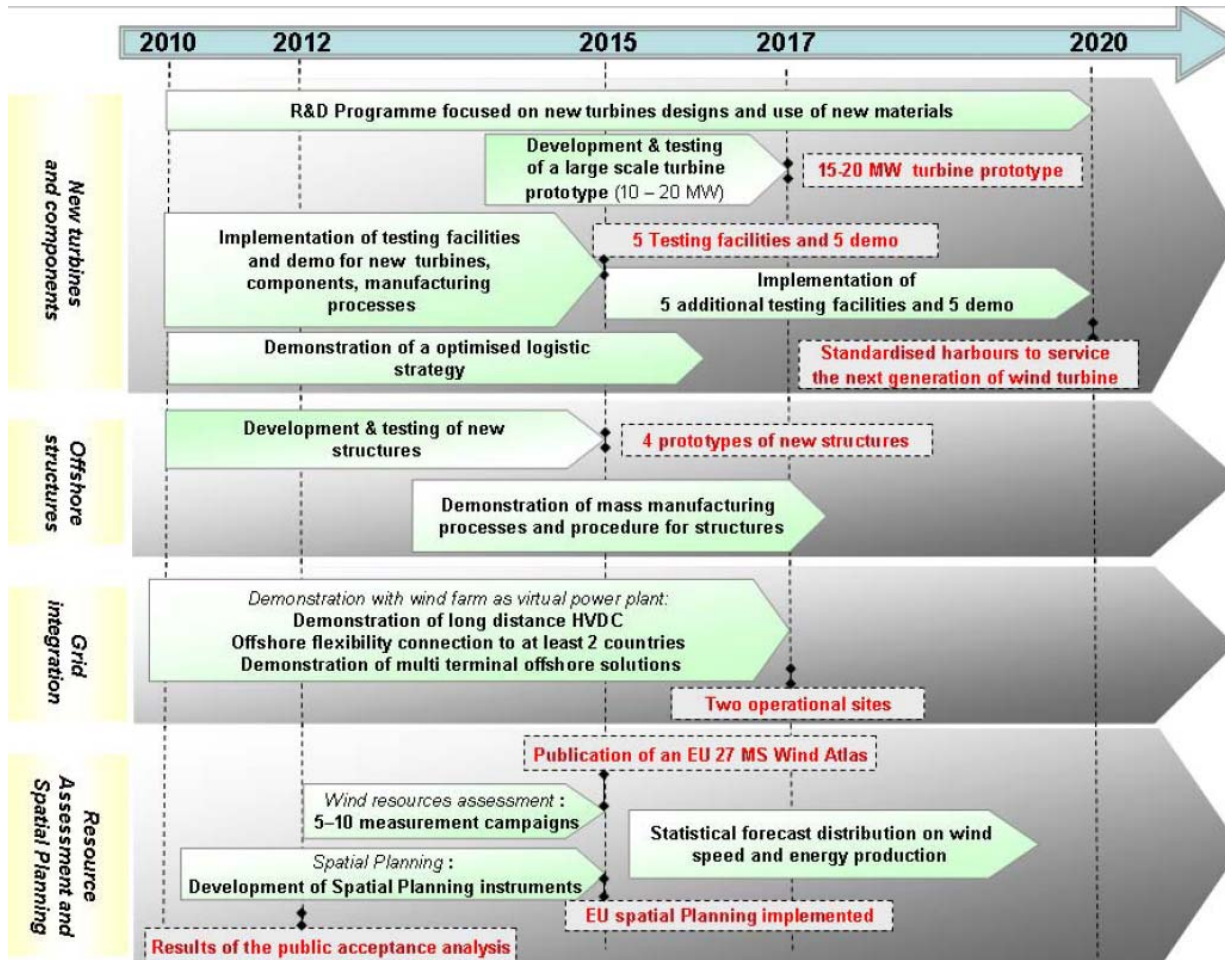 2010 2012 2015 2017 2020
New turbines
and components
R&D Programme focused on new turbines designs and use of new materials
Development & testing
of a large scale turbine
prototype (10 – 20 MW)
15-20 MW turbine prototype
Implementation of testing facilities
and demo for new turbines,
components, manufacturing
processes
5 Testing facilities and 5 demo
Implementation of
5 additional testing facilities and 5 demo
Demonstration of a optimised logistic
strategy
Standardised harbours to service
the next generation of wind turbine
Offshore
structures
Development & testing of new
structures
4 prototypes of new structures
Demonstration of mass manufacturing
processes and procedure for structures
Grid
integration
Demonstration with wind farm as virtual power plant:
Demonstration of long distance HVDC
Offshore flexibility connection to at least 2 countries
Demonstration of multi terminal offshore solutions
Two operational sites
Resource
Assessment and
Spatial Planning
Publication of an EU 27 MS Wind Atlas
Wind resources assessment :
5–10 measurement campaigns
Statistical forecast distribution on wind
speed and energy production
Spatial Planning :
Development of Spatial Planning instruments
EU spatial Planning implemented
Results of the public acceptance analysis